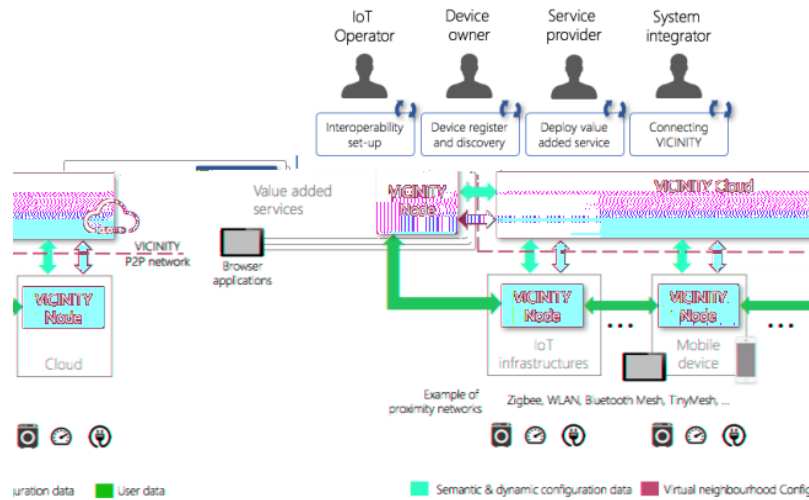 IoT
Operator
Device
owner
Service
provider
System
integrator
Interoperability
set-up
Device register
and discovery
Deploy value
added service
Connecting
VICINITY
Value added
services
VICINITY
Node
VICINITY Cloud
VICINITY
P2P network
Browser
applications
VICINITY
Node
Cloud
VICINITY
Node
IoT
infrastructures
...
VICINITY
Node
Mobile
device
...
Example of
proximity networks
Zigbee, WLAN, Bluetooth Mesh, TinyMesh, ...
uration data
User data
Semantic & dynamic configuration data
Virtual neighbourhood Config